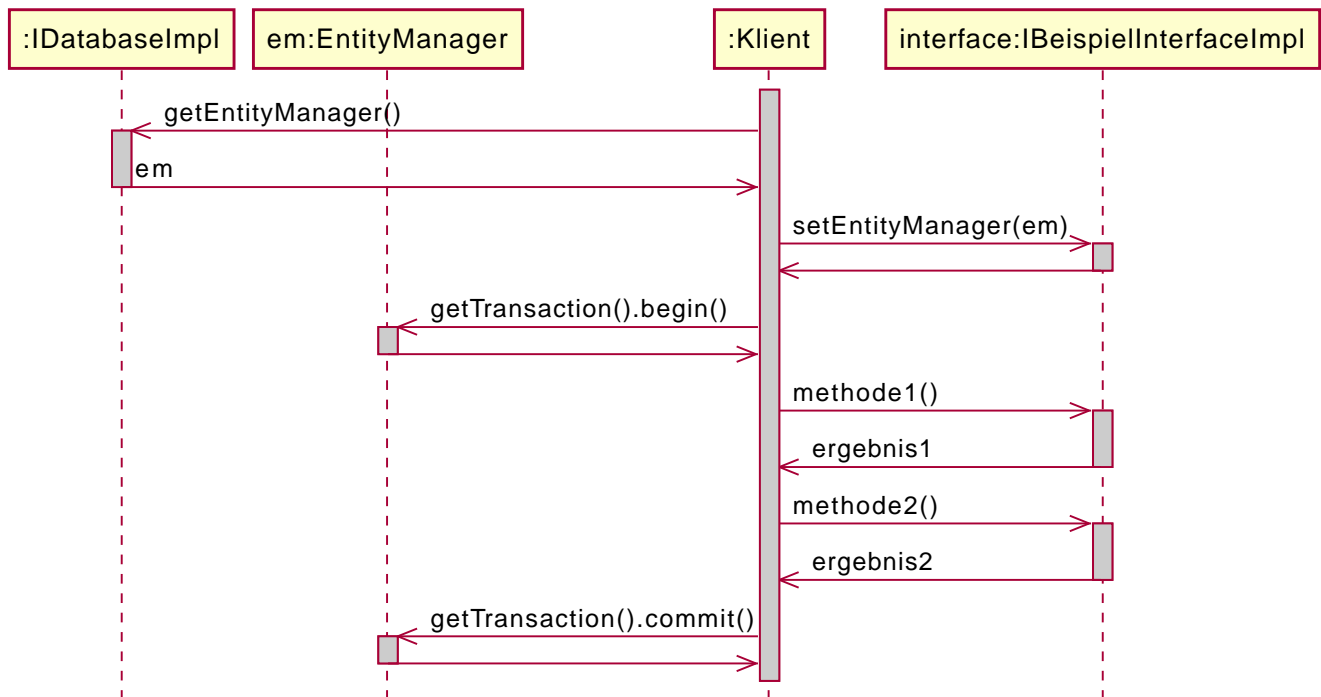 :IDatabaseImpl em:EntityManager :Klient interface:IBeispielInterfaceImpl
getEntityManager()
em
setEntityManager(em)
getTransaction().begin()
methode1()
ergebnis1
methode2()
ergebnis2
getTransaction().commit()